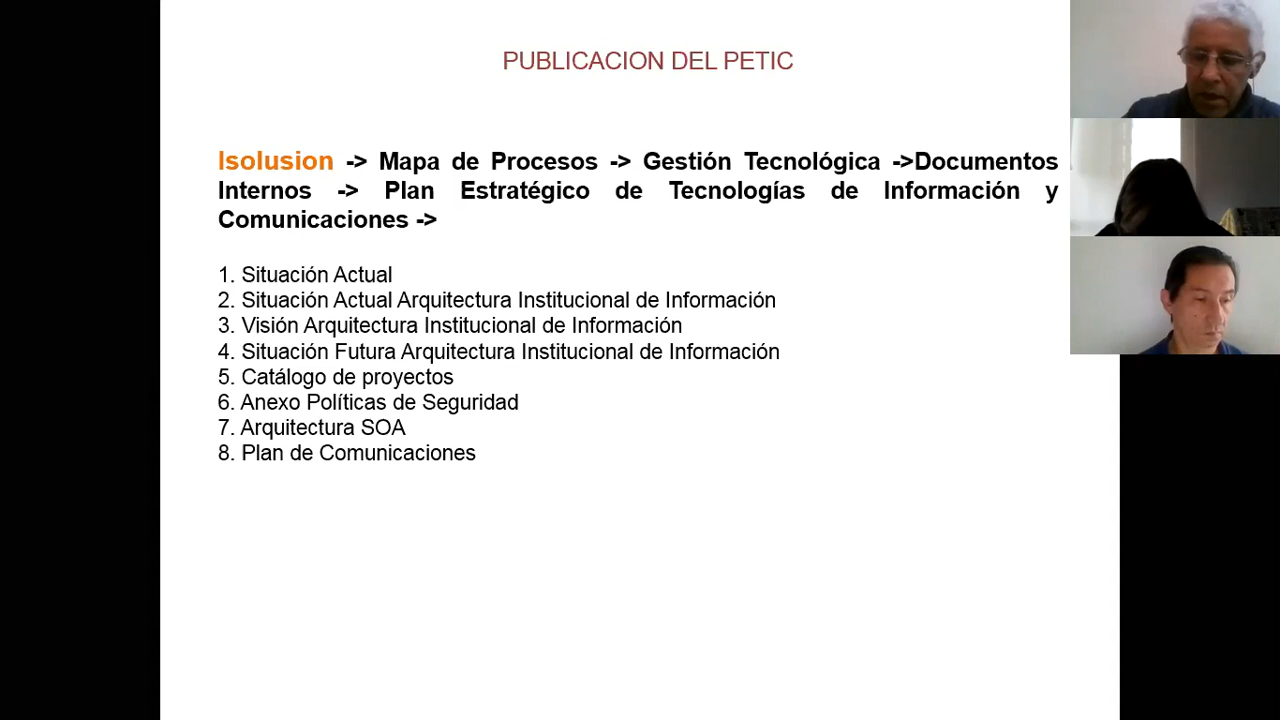 PUBLICACION DEL PETIC
Isolusion -> Mapa de Procesos -> Gestión Tecnológica ->Documentos
Internos -> Plan Estratégico de Tecnologías de Información y
Comunicaciones ->
1. Situación Actual
2. Situación Actual Arquitectura Institucional de Información
3. Visión Arquitectura Institucional de Información
4. Situación Futura Arquitectura Institucional de Información
5. Catálogo de proyectos
6. Anexo Políticas de Seguridad
7. Arquitectura SOA
8. Plan de Comunicaciones